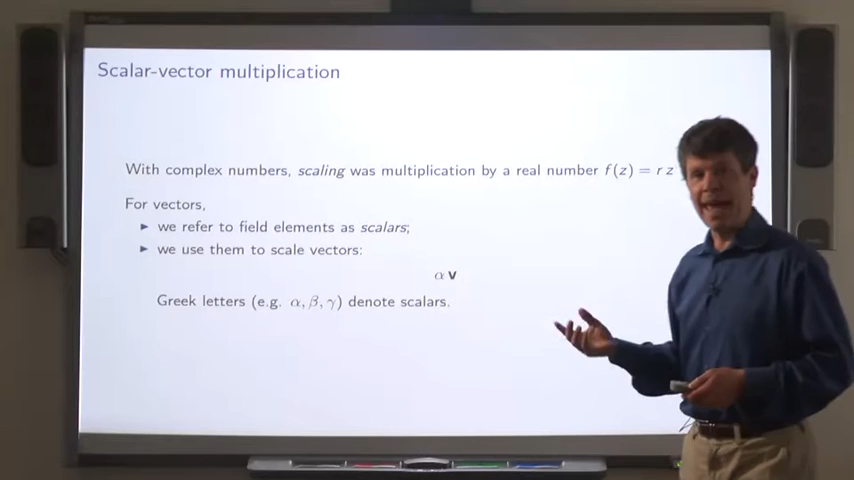 Scalar-vector multiplication
With complex numbers, scaling was multiplication by a real number f(z) = r z
For vectors,
▶ we refer to field elements as scalars;
▶ we use them to scale vectors:
α v
Greek letters (e.g. α, β, γ) denote scalars.